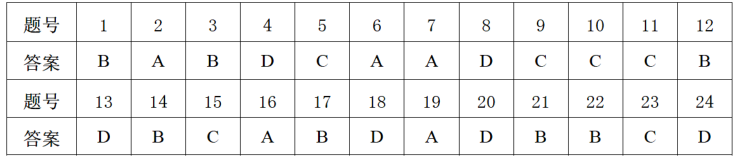 题号 1 2 3 4 5 6 7 8 9 10 11 12
答案 B A B D C A A D C C C B
题号 13 14 15 16 17 18 19 20 21 22 23 24
答案 D B C A B D A D B B C D